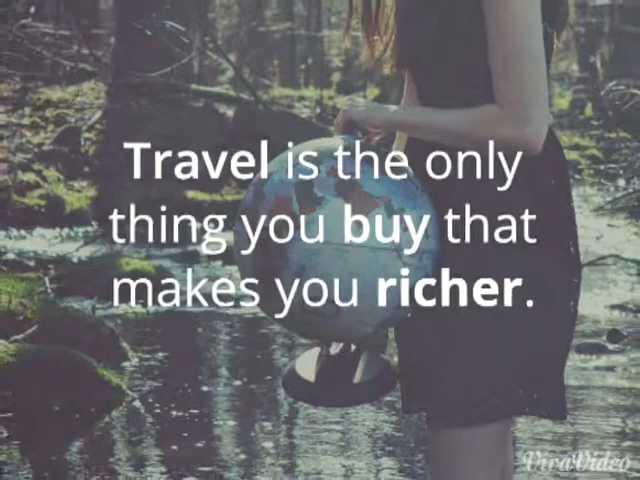 Travel is the only
thing you buy that
makes you richer.
VivaVideo